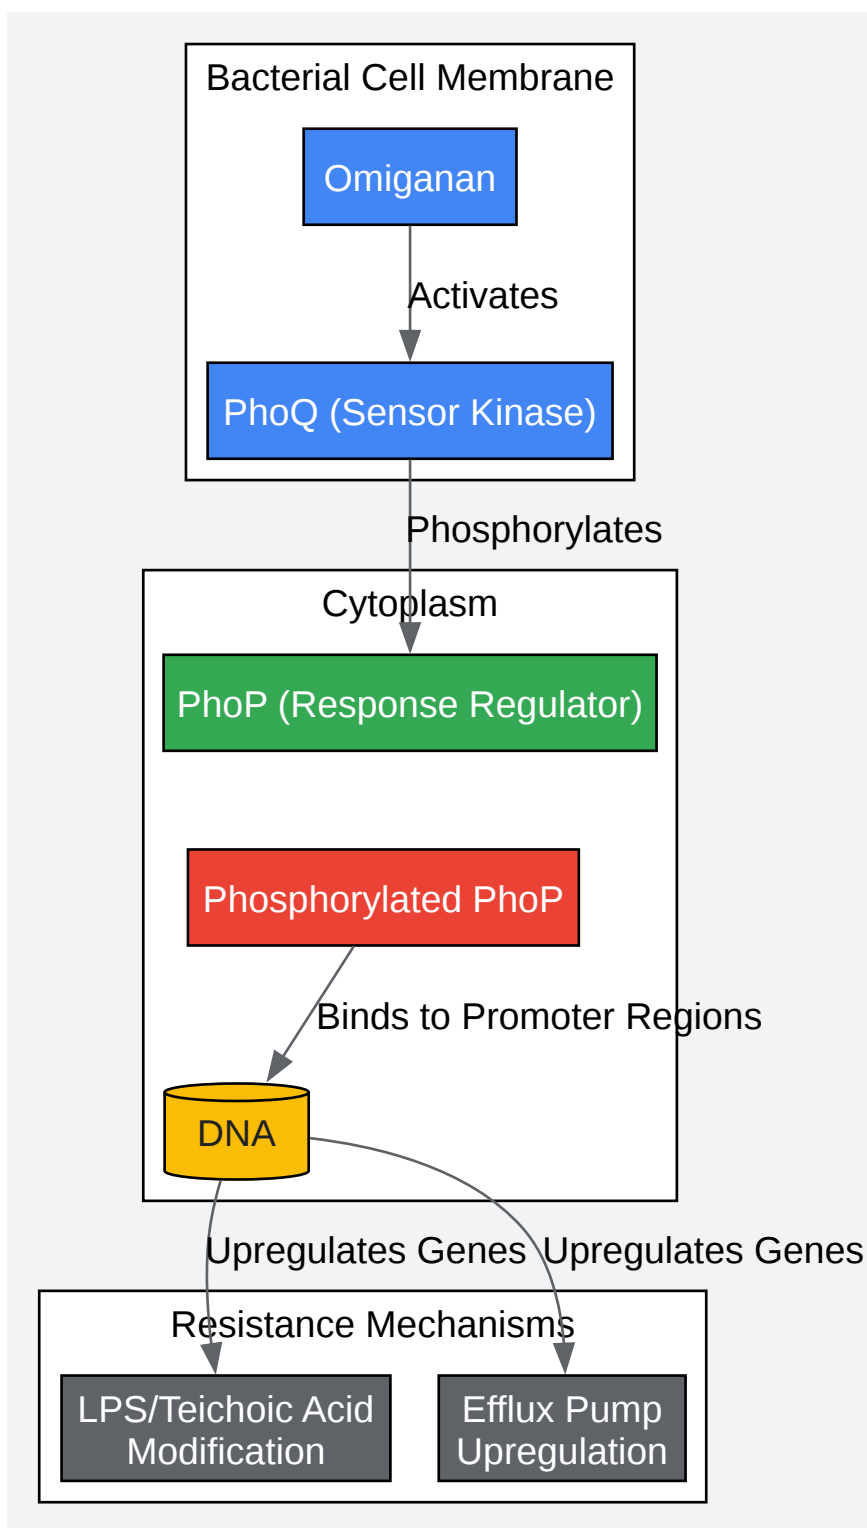 Bacterial Cell Membrane
Omiganan
Activates
PhoQ (Sensor Kinase)
Phosphorylates
Cytoplasm
PhoP (Response Regulator)
Phosphorylated PhoP
Binds to Promoter Regions
DNA
Upregulates Genes
Upregulates Genes
Resistance Mechanisms
LPS/Teichoic Acid
Modification
Efflux Pump
Upregulation